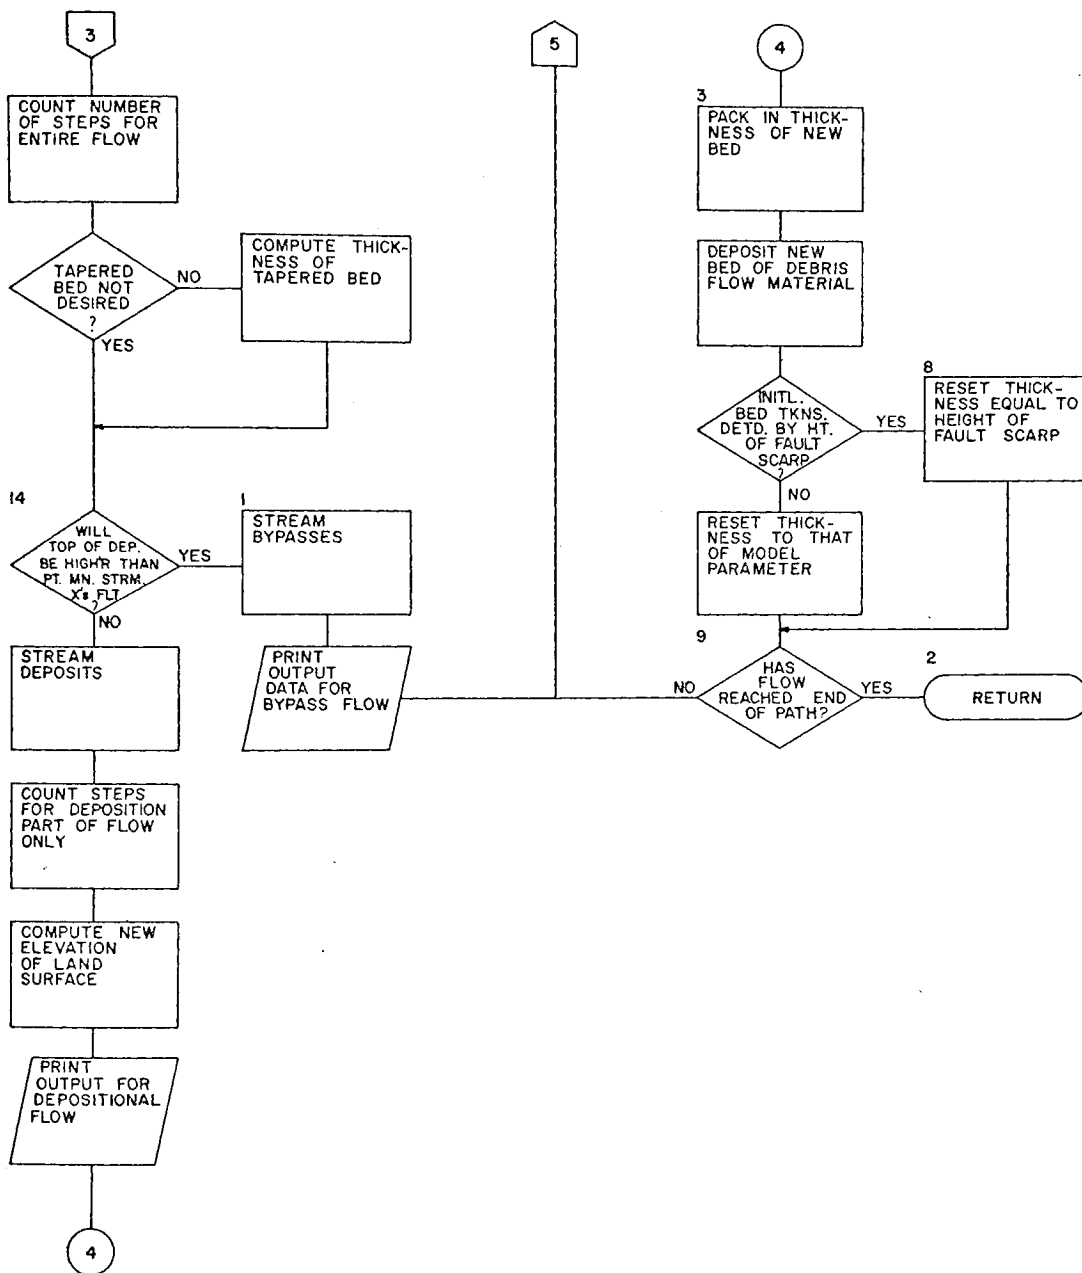 3
COUNT NUMBER
OF STEPS FOR
ENTIRE FLOW
TAPERED
BED NOT
DESIRED
?
NO
YES
COMPUTE THICK-
NESS OF
TAPERED BED
14
WILL
TOP OF DEP.
BE HIGH'R THAN
PT. MN. STRM.
X's FLT.
?
YES
NO
1
STREAM
BYPASSES
PRINT
OUTPUT
DATA FOR
BYPASS FLOW
STREAM
DEPOSITS
COUNT STEPS
FOR DEPOSITION
PART OF FLOW
ONLY
COMPUTE NEW
ELEVATION
OF LAND
SURFACE
PRINT
OUTPUT FOR
DEPOSITIONAL
FLOW
4
5
4
3
PACK IN THICK-
NESS OF NEW
BED
DEPOSIT NEW
BED OF DEBRIS
FLOW MATERIAL
INITL.
BED TKNS.
DETD. BY HT.
OF FAULT
SCARP
?
YES
NO
8
RESET THICK-
NESS EQUAL TO
HEIGHT OF
FAULT SCARP
RESET THICK-
NESS TO THAT
OF MODEL
PARAMETER
9
HAS
FLOW
REACHED END
OF PATH?
NO
YES
2
RETURN